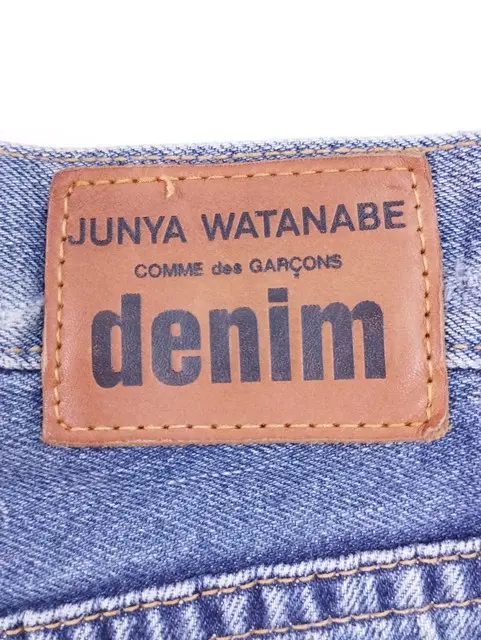 JUNYA WATANABE
COMME des GARÇONS
denim